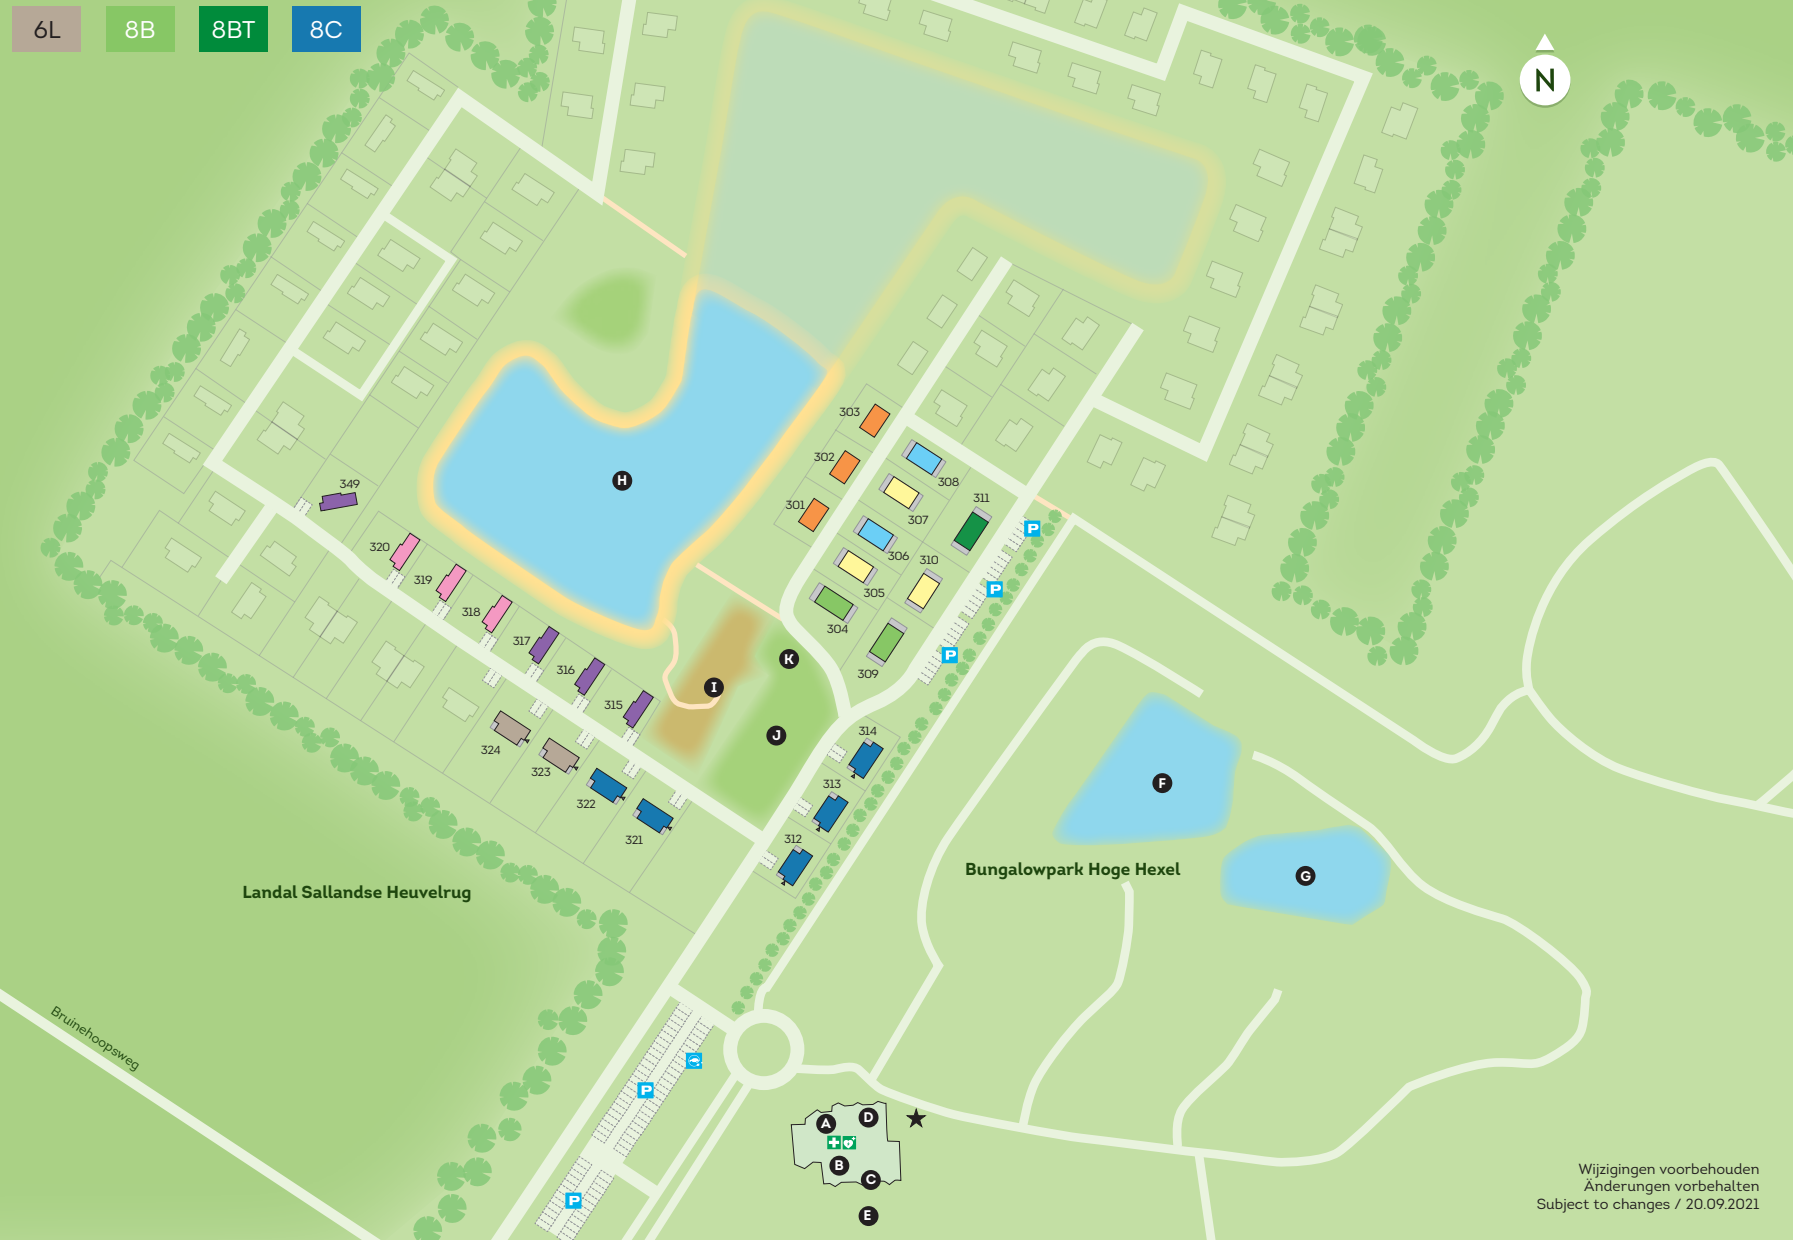 6L 8B 8BT 8C
N
303
302
308
301
307
311
349
H
P
306
310
320
319
305
P
318
304
317
K
P
316
309
I
315
J
314
324
323
313
F
322
321
312
Bungalowpark Hoge Hexel
G
Landal Sallandse Heuvelrug
Bruinehoopsweg
P
A
D
B
C
Wijzigingen voorbehouden
Änderungen vorbehalten
P
Subject to changes / 20.09.2021
E